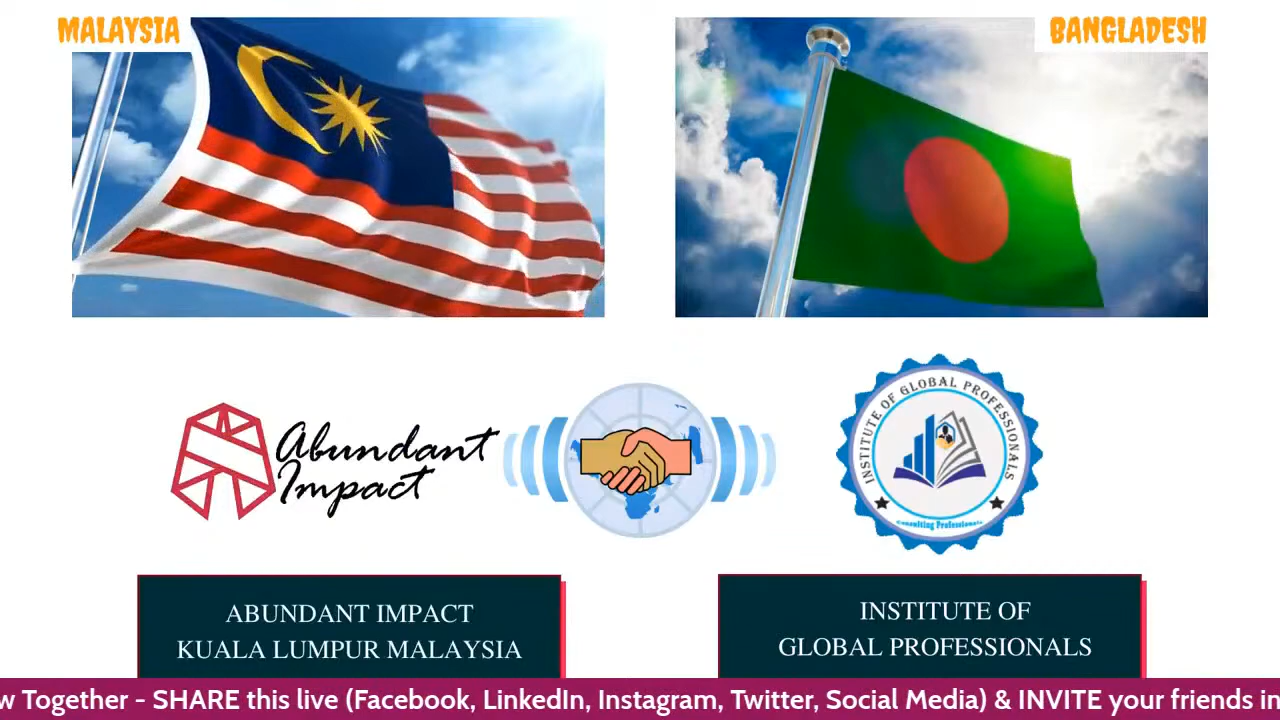 MALAYSIA
BANGLADESH
Abundant
Impact
INSTITUTE OF GLOBAL PROFESSIONALS
Consulting Professionals
ABUNDANT IMPACT
KUALA LUMPUR MALAYSIA
INSTITUTE OF
GLOBAL PROFESSIONALS
w Together - SHARE this live (Facebook, LinkedIn, Instagram, Twitter, Social Media) & INVITE your friends in